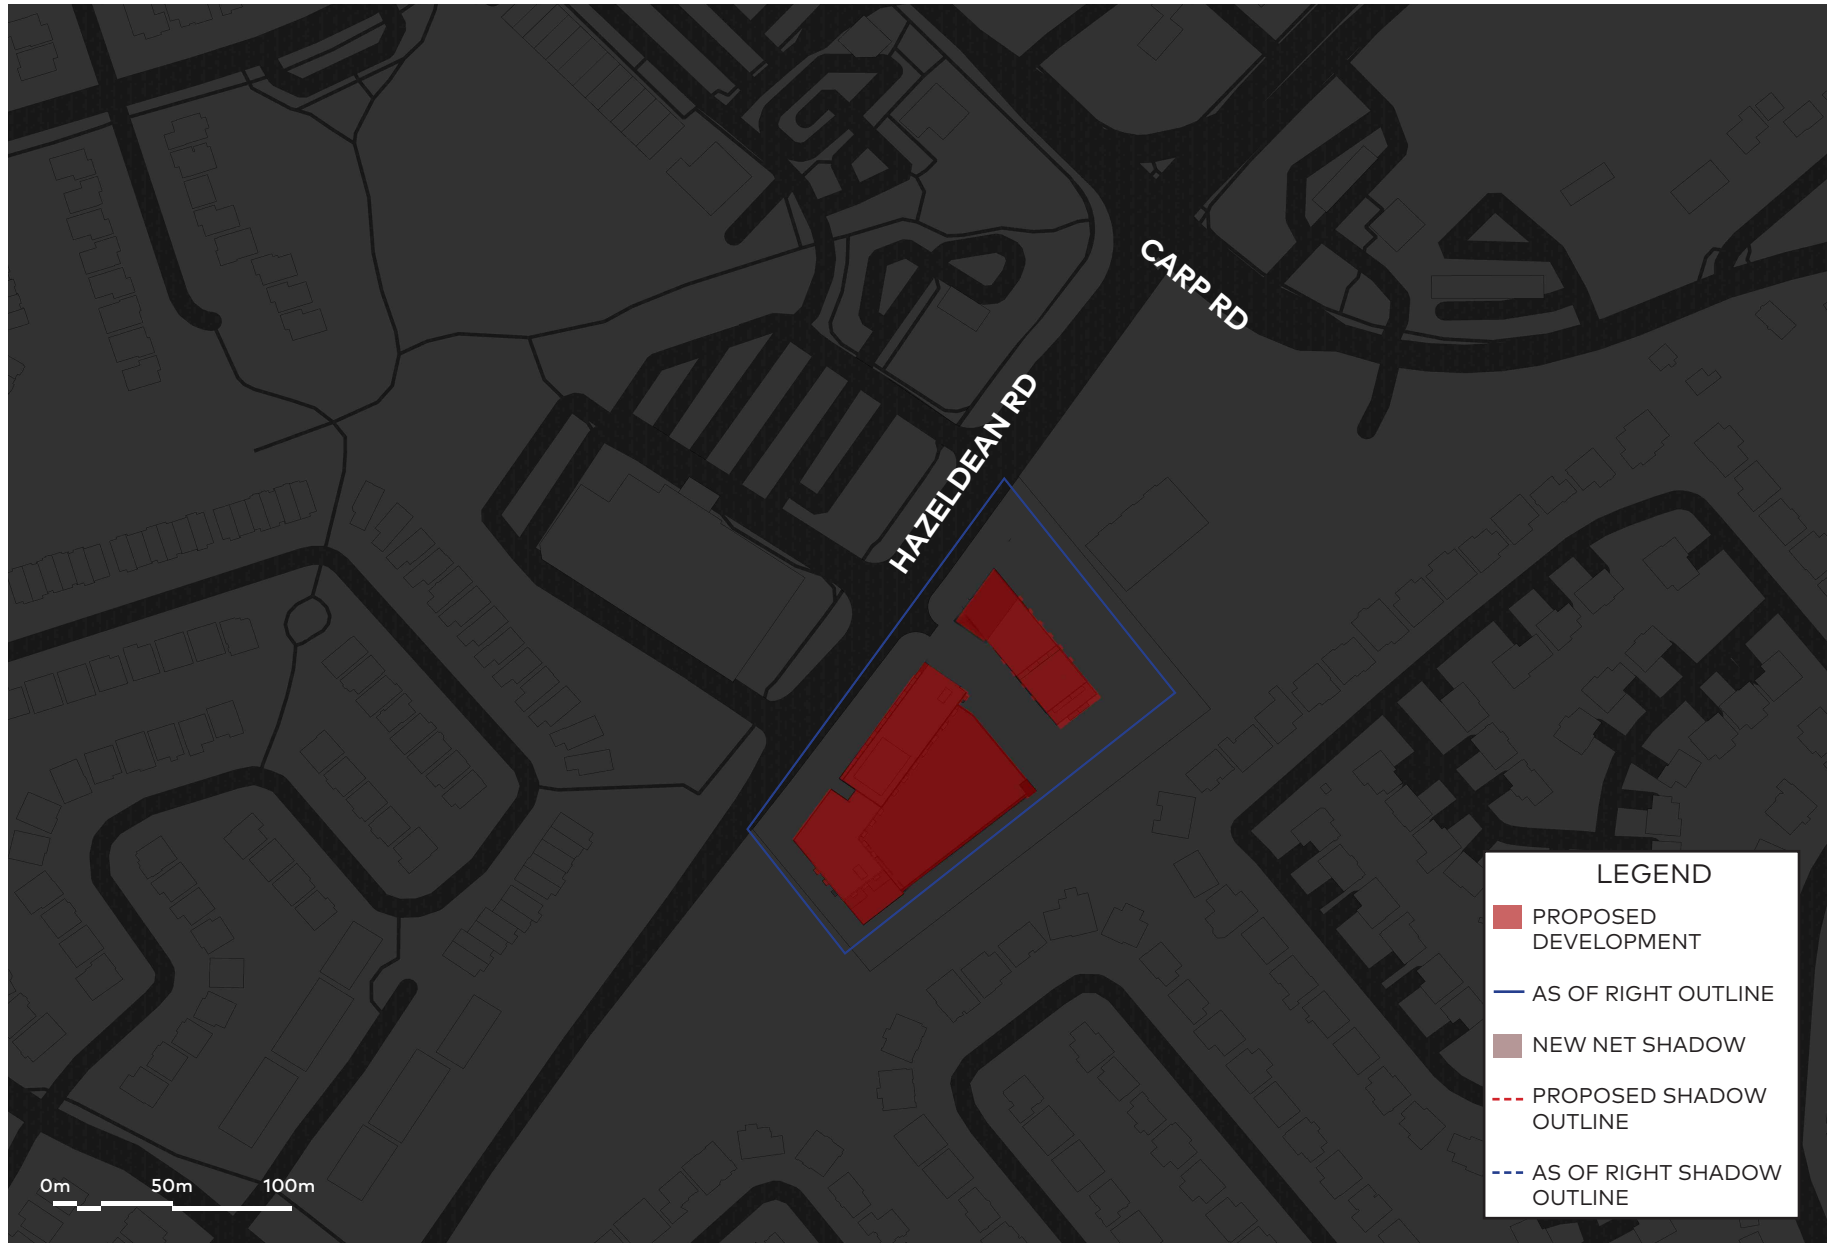 CARP RD
HAZELDEAN RD
LEGEND
PROPOSED
DEVELOPMENT
AS OF RIGHT OUTLINE
NEW NET SHADOW
PROPOSED SHADOW
OUTLINE
AS OF RIGHT SHADOW
OUTLINE
0m 50m 100m